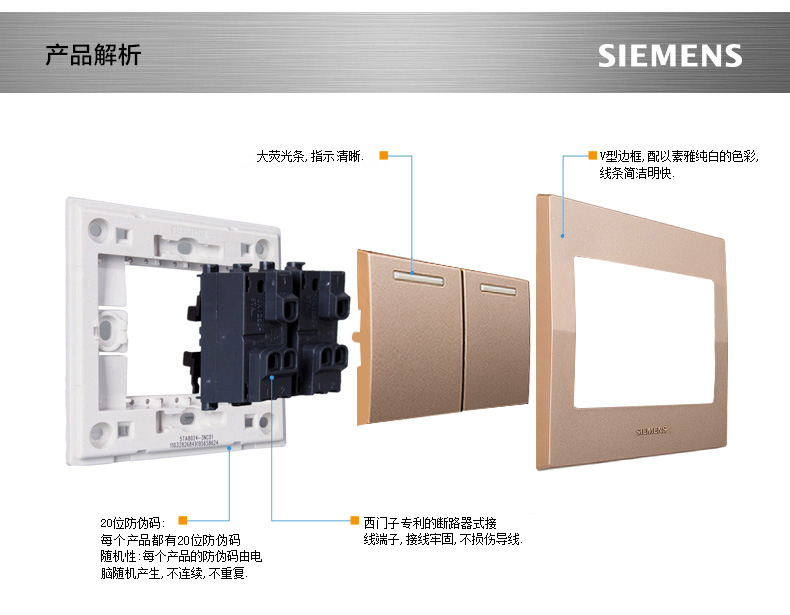 产品解析
SIEMENS
大荧光条, 指示清晰.
V型边框, 配以素雅纯白的色彩,
线条简洁明快.
SIEMENS
5TA8024-3NC01
SIEMENS
20位防伪码:
每个产品都有20位防伪码
随机性: 每个产品的防伪码由电
脑随机产生, 不连续, 不重复.
西门子专利的断路器式接
线端子, 接线牢固, 不损伤导线.